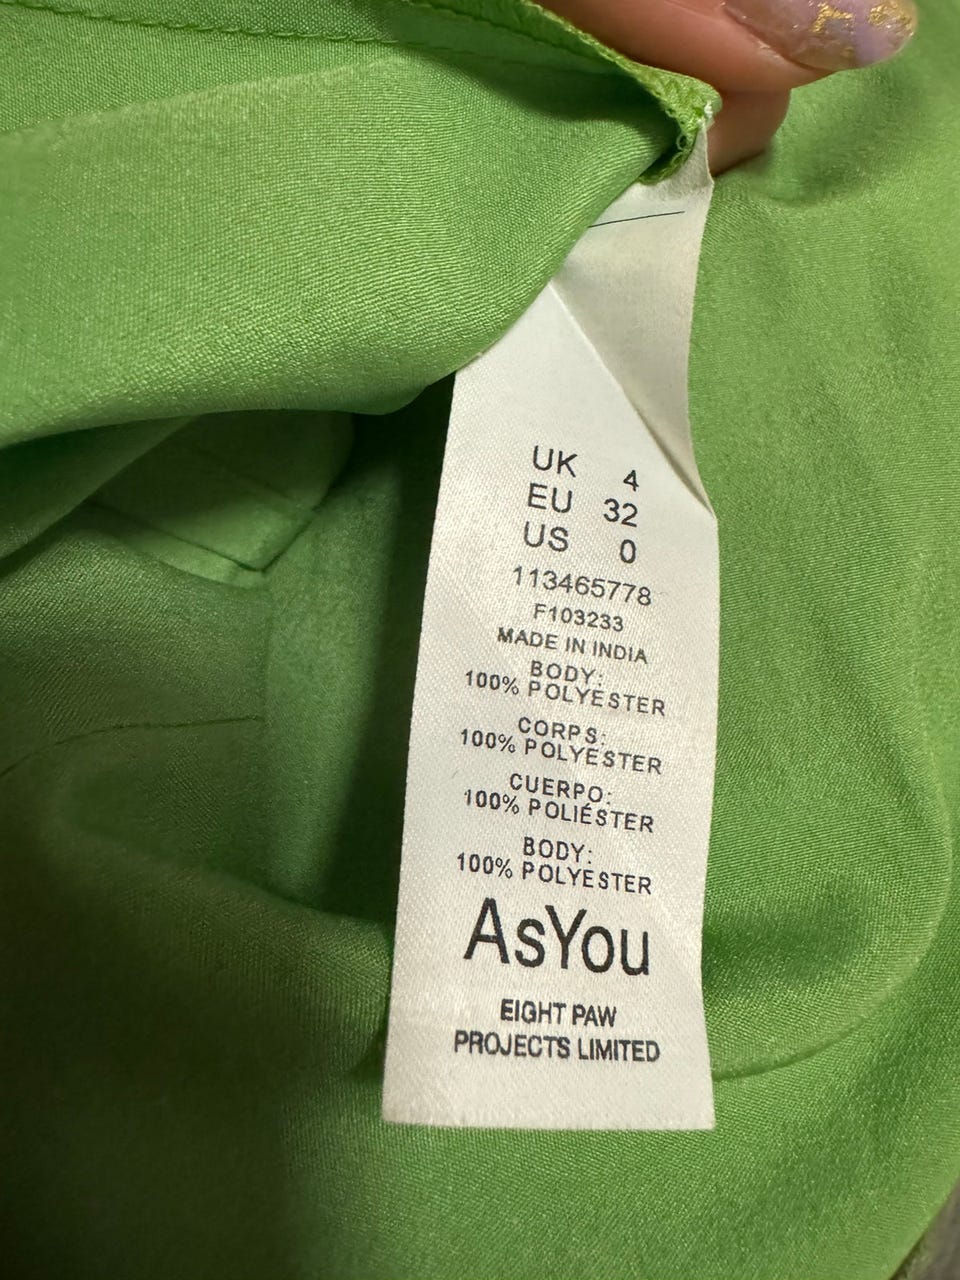 UK 4
EU 32
US 0
113465778
F103233
MADE IN INDIA
BODY:
100% POLYESTER
CORPS:
100% POLYESTER
CUERPO:
100% POLIÉSTER
BODY:
100% POLYESTER
AsYou
EIGHT PAW
PROJECTS LIMITED